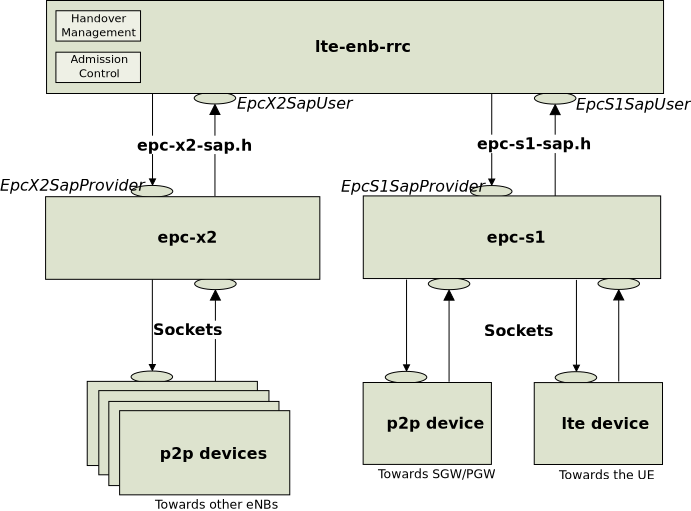 Handover
Management
lte-enb-rrc
Admission
Control
EpcX2SapUser
EpcS1SapUser
epc-x2-sap.h
epc-s1-sap.h
EpcX2SapProvider
EpcS1SapProvider
epc-x2
epc-s1
Sockets
Sockets
p2p devices
p2p device
lte device
Towards other eNBs
Towards SGW/PGW
Towards the UE